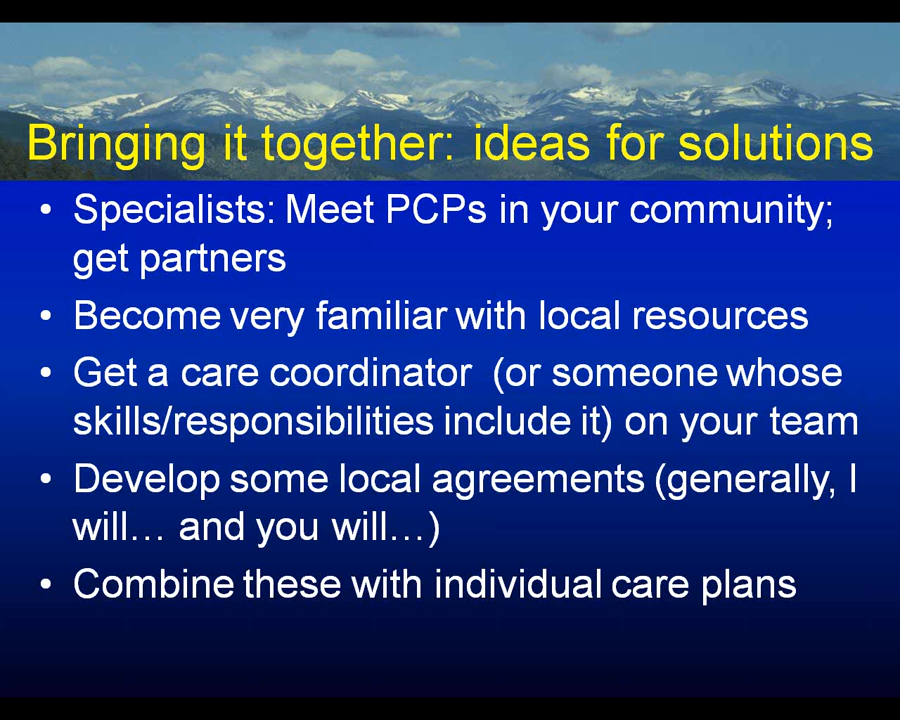 Bringing it together: ideas for solutions
• Specialists: Meet PCPs in your community;
get partners
• Become very familiar with local resources
• Get a care coordinator (or someone whose
skills/responsibilities include it) on your team
• Develop some local agreements (generally, I
will… and you will…)
• Combine these with individual care plans